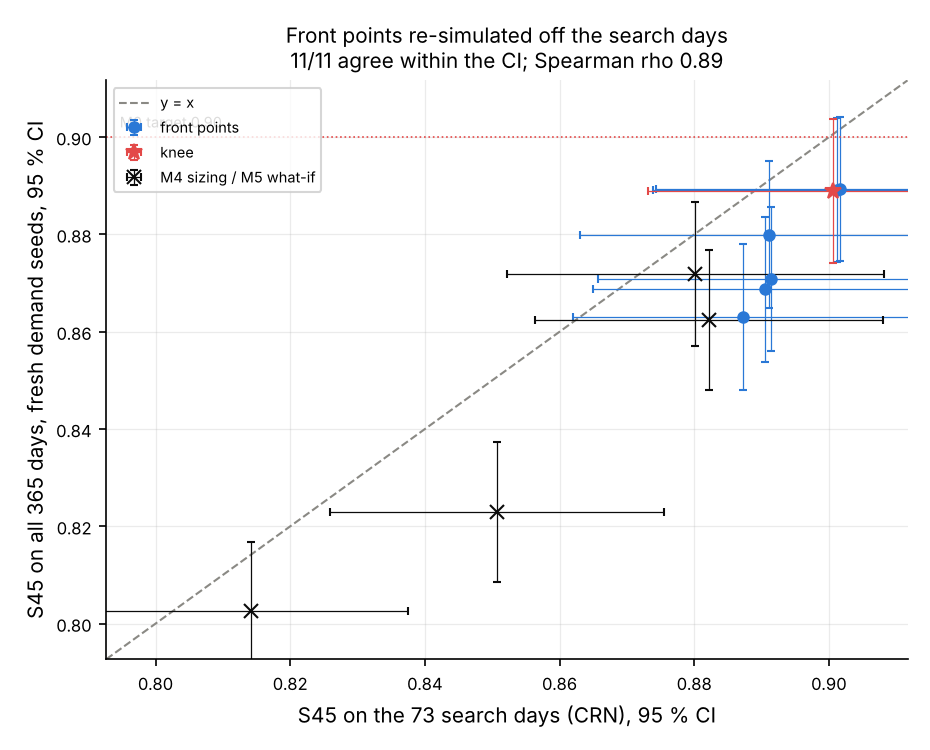 Front points re-simulated off the search days
11/11 agree within the CI; Spearman rho 0.89
y = x
front points
knee
M4 sizing / M5 what-if
0.90
0.88
0.86
0.84
0.82
0.80
S45 on all 365 days, fresh demand seeds, 95 % CI
0.80
0.82
0.84
0.86
0.88
0.90
S45 on the 73 search days (CRN), 95 % CI